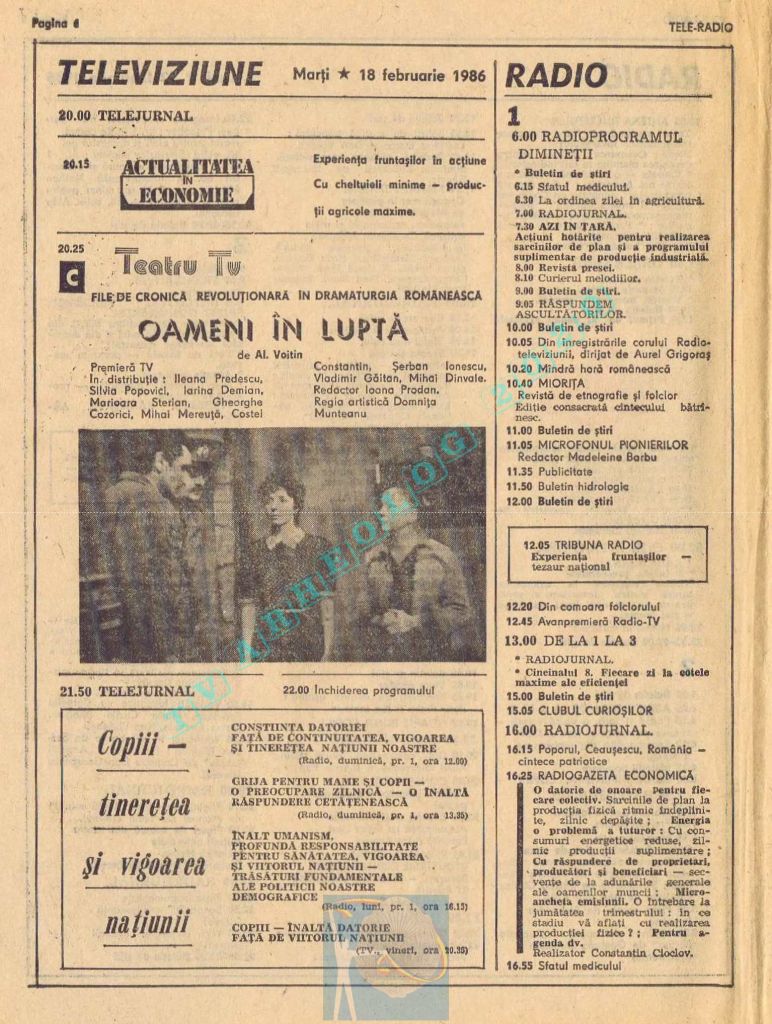 Pagina 6
TELE-RADIO
TELEVIZIUNE
Marți ★ 18 februarie 1986
20.00 TELEJURNAL
20.15
ACTUALITATEA
ÎN
ECONOMIE
Experiența fruntașilor în acțiune
Cu cheltuieli minime – produc-
ții agricole maxime.
20.25
C
Teatru Tv
FILE DE CRONICĂ REVOLUȚIONARĂ ÎN DRAMATURGIA ROMÂNEASCĂ
OAMENI ÎN LUPTĂ
de Al. Voitin
Premieră TV
În distribuție : Ileana Predescu,
Silvia Popovici, Iarina Demian,
Marioara Sterian, Gheorghe
Cozorici, Mihai Mereuță, Costel
Constantin, Șerban Ionescu,
Vladimir Găitan, Mihai Dinvale.
Redactor Ioana Prodan.
Regia artistică Domnița
Munteanu
21.50 TELEJURNAL
22.00 Închiderea programului
Copiii –
tinerețea
și vigoarea
națiunii
CONȘTIINȚA DATORIEI
FAȚĂ DE CONTINUITATEA, VIGOAREA
ȘI TINEREȚEA NAȚIUNII NOASTRE
(Radio, duminică, pr. 1, ora 12.00)
GRIJA PENTRU MAME ȘI COPII —
O PREOCUPARE ZILNICĂ — O ÎNALTĂ
RĂSPUNDERE CETĂȚENEASCĂ
(Radio, duminică, pr. 1, ora 13.35)
ÎNALT UMANISM,
PROFUNDĂ RESPONSABILITATE
PENTRU SĂNĂTATEA, VIGOAREA
ȘI VIITORUL NAȚIUNII —
TRĂSĂTURI FUNDAMENTALE
ALE POLITICII NOASTRE
DEMOGRAFICE
(Radio, luni, pr. 1, ora 16.15)
COPIII — ÎNALTĂ DATORIE
FAȚĂ DE VIITORUL NAȚIUNII
(TV., vineri, ora 20.35)
RADIO
1
6.00 RADIOPROGRAMUL
DIMINEȚII
* Buletin de știri
6.15 Sfatul medicului.
6.30 La ordinea zilei în agricultură.
7.00 RADIOJURNAL.
7.30 AZI ÎN ȚARĂ.
Acțiuni hotărîte pentru realizarea
sarcinilor de plan și a programului
suplimentar de producție industrială.
8.00 Revista presei.
8.10 Curierul melodiilor.
9.00 Buletin de știri.
9.05 RĂSPUNDEM
ASCULTĂTORILOR.
10.00 Buletin de știri
10.05 Din înregistrările corului Radio-
televiziunii, dirijat de Aurel Grigoraș
10.20 Mîndră horă românească
10.40 MIORIȚA
Revistă de etnografie și folclor
Ediție consacrată cîntecului bătrî-
nesc.
11.00 Buletin de știri
11.05 MICROFONUL PIONIERILOR
Redactor Madeleine Barbu
11.35 Publicitate
11.50 Buletin hidrologic
12.00 Buletin de știri
12.05 TRIBUNA RADIO
Experiența fruntașilor —
tezaur național
12.20 Din comoara folclorului
12.45 Avanpremieră Radio-TV
13.00 DE LA 1 LA 3
* RADIOJURNAL.
* Cincinalul 8. Fiecare zi la cotele
maxime ale eficienței
15.00 Buletin de știri
15.05 CLUBUL CURIOȘILOR
16.00 RADIOJURNAL.
16.15 Poporul, Ceaușescu, România –
cîntece patriotice
16.25 RADIOGAZETA ECONOMICĂ
O datorie de onoare pentru fie-
care colectiv. Sarcinile de plan la
producția fizică ritmic îndeplini-
te, zilnic depășite ; Energia
o problemă a tuturor : Cu con-
sumuri energetice reduse, zil-
nic producții suplimentare ;
Cu răspundere de proprietari,
producători și beneficiari — sec-
vențe de la adunările generale
ale oamenilor muncii ; Micro-
ancheta emisiunii. O întrebare la
jumătatea trimestrului : în ce
stadiu vă aflați cu realizarea
producției fizice ? ; Pentru a-
genda dv.
Realizator Constantin Cioclov.
16.55 Sfatul medicului
TV ARHEOLOG